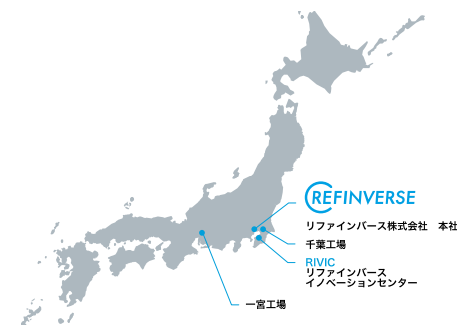 REFINVERSE
リファインバース株式会社　本社
千葉工場
RIVIC
リファインバース
イノベーションセンター
一宮工場